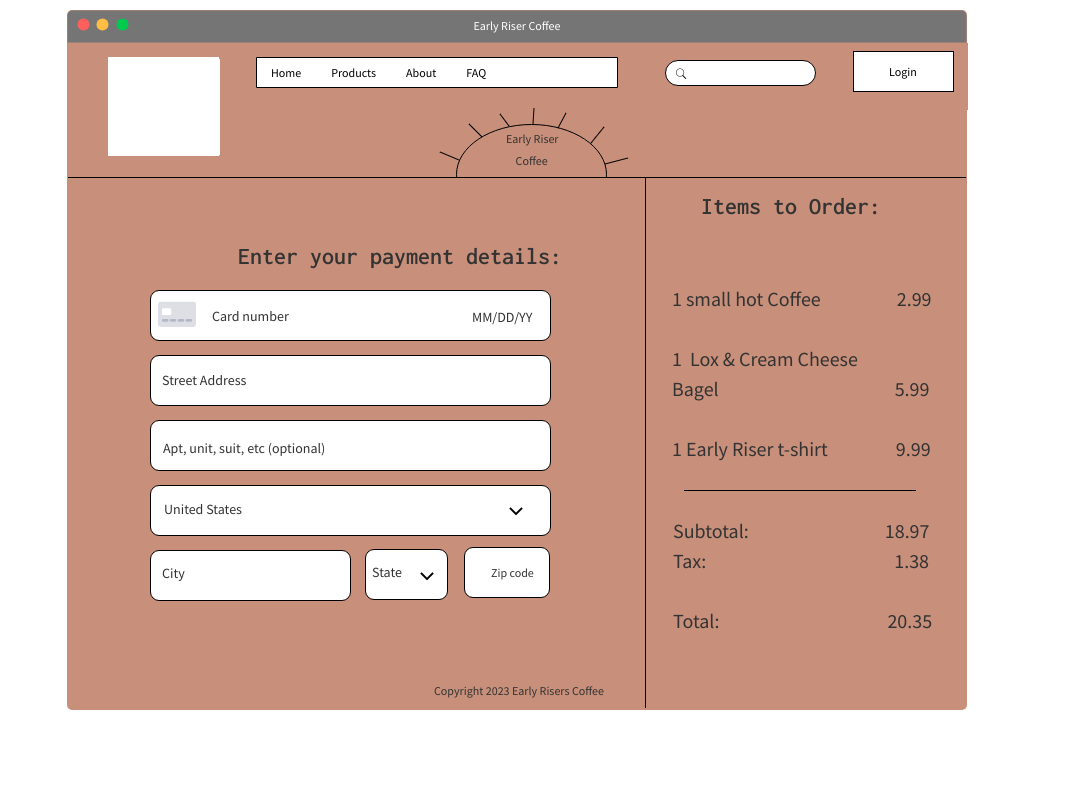 Early Riser Coffee
Home Products About FAQ
Login
Early Riser
Coffee
Enter your payment details:
Card number MM/DD/YY
Street Address
Apt, unit, suit, etc (optional)
United States
City State Zip code
Copyright 2023 Early Risers Coffee
Items to Order:
1 small hot Coffee 2.99
1 Lox & Cream Cheese
Bagel 5.99
1 Early Riser t-shirt 9.99
Subtotal: 18.97
Tax: 1.38
Total: 20.35